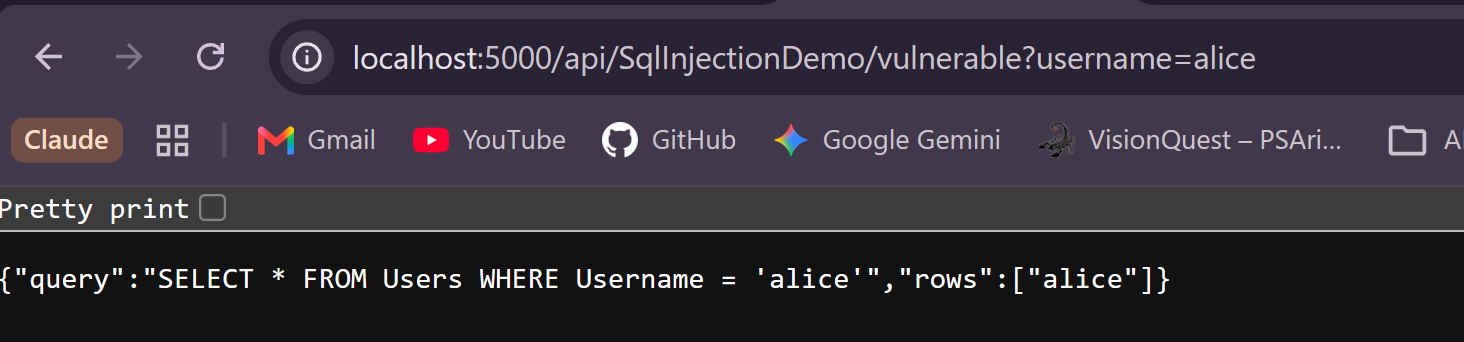 localhost:5000/api/SqlInjectionDemo/vulnerable?username=alice
Claude Gmail YouTube GitHub Google Gemini VisionQuest – PSAri...
Pretty print
{"query":"SELECT * FROM Users WHERE Username = 'alice'","rows":["alice"]}